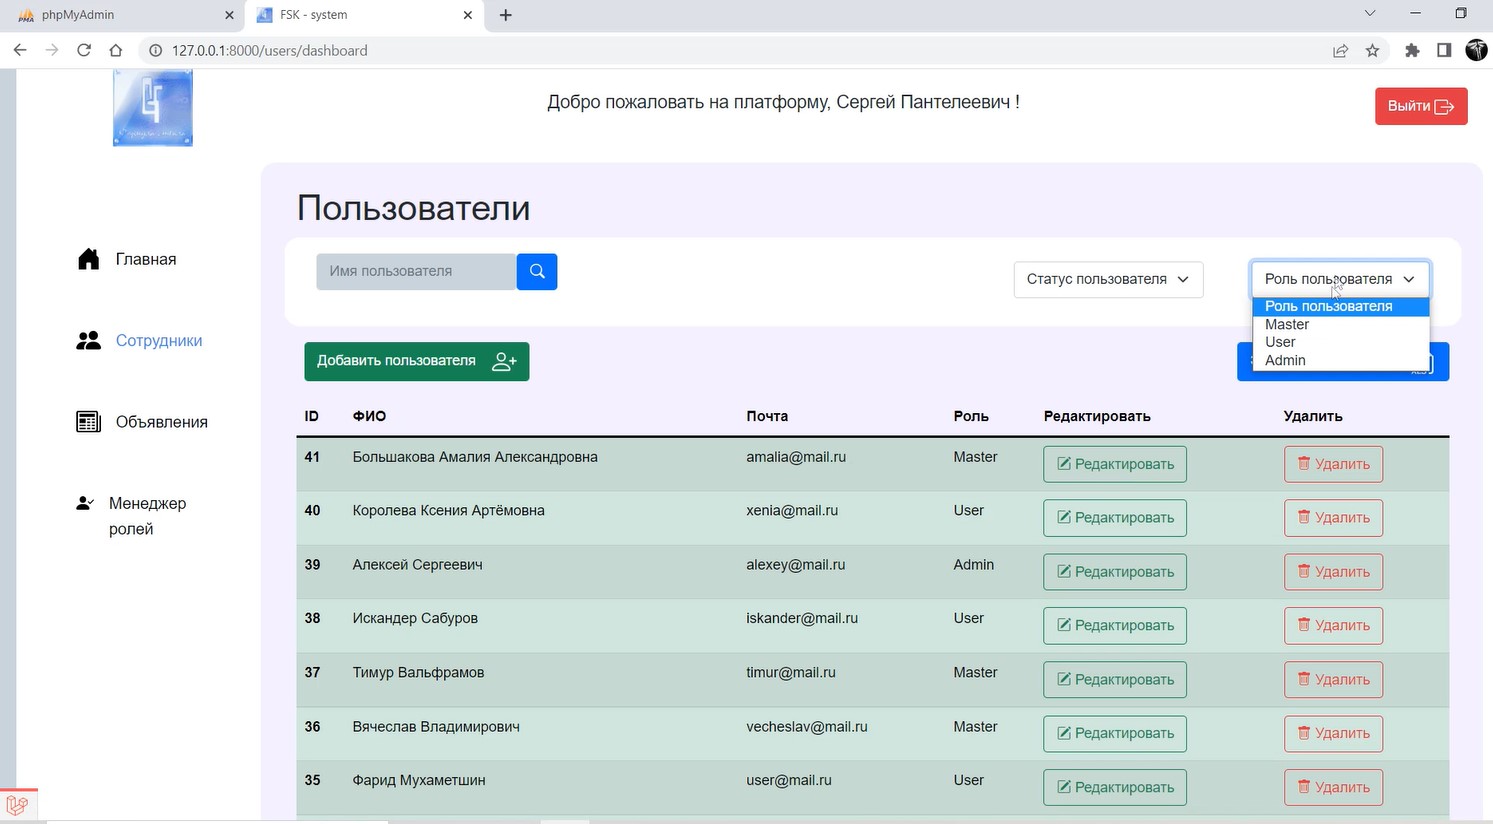 phpMyAdmin
FSK - system
127.0.0.1:8000/users/dashboard
Добро пожаловать на платформу, Сергей Пантелеевич !
Выйти
Пользователи
Главная
Имя пользователя
Статус пользователя
Роль пользователя
Роль пользователя
Master
User
Admin
Сотрудники
Добавить пользователя
Объявления
Менеджер
ролей
ID ФИО Почта Роль Редактировать Удалить
41 Большакова Амалия Александровна amalia@mail.ru Master Редактировать Удалить
40 Королева Ксения Артёмовна xenia@mail.ru User Редактировать Удалить
39 Алексей Сергеевич alexey@mail.ru Admin Редактировать Удалить
38 Искандер Сабуров iskander@mail.ru User Редактировать Удалить
37 Тимур Вальфрамов timur@mail.ru Master Редактировать Удалить
36 Вячеслав Владимирович vecheslav@mail.ru Master Редактировать Удалить
35 Фарид Мухаметшин user@mail.ru User Редактировать Удалить